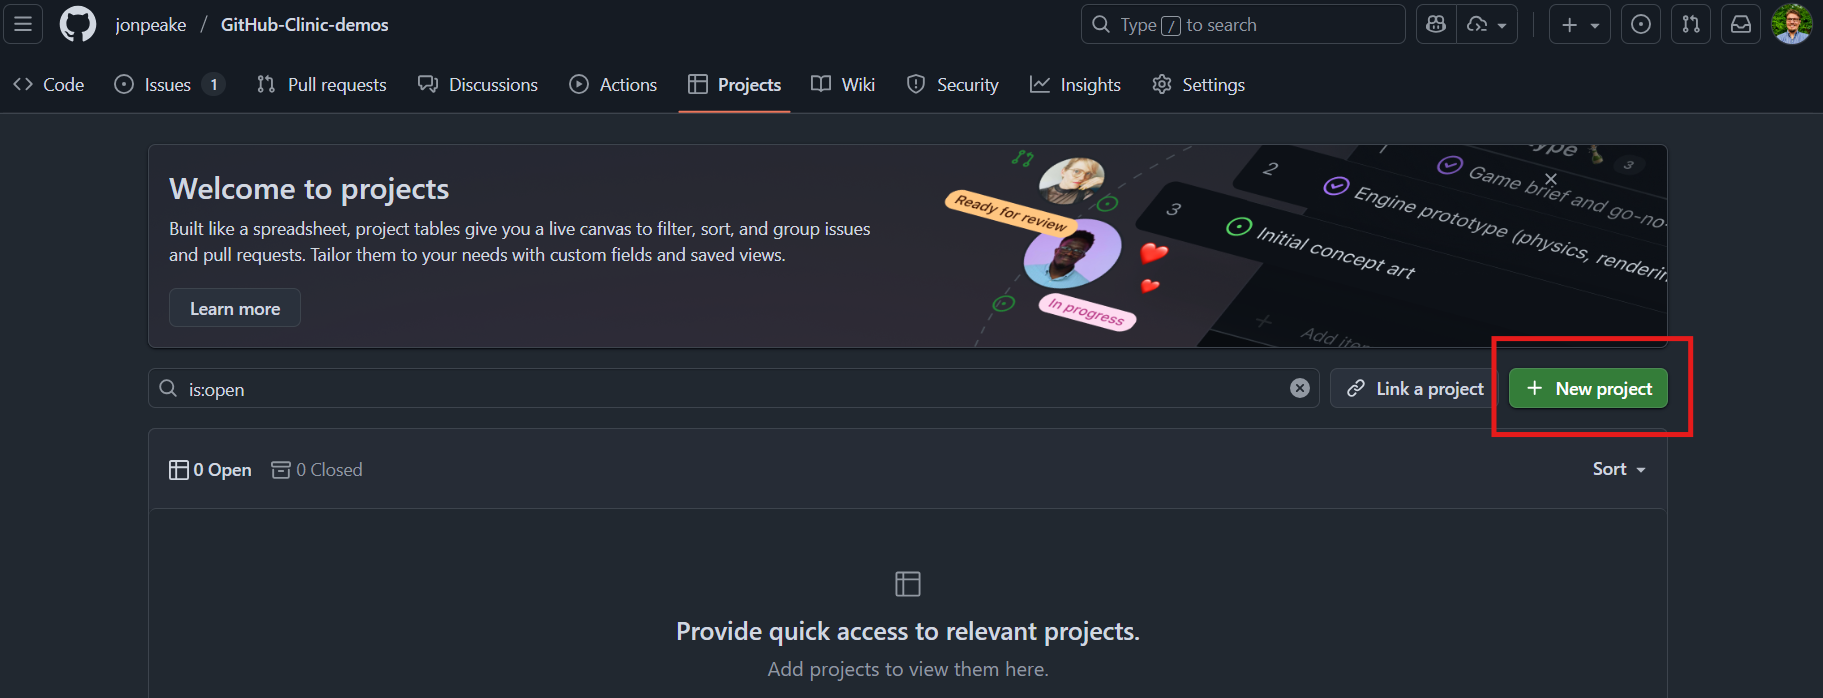 jonpeake / GitHub-Clinic-demos
Type / to search
Code
Issues 1
Pull requests
Discussions
Actions
Projects
Wiki
Security
Insights
Settings
Welcome to projects
Built like a spreadsheet, project tables give you a live canvas to filter, sort, and group issues
and pull requests. Tailor them to your needs with custom fields and saved views.
Learn more
Ready for review
In progress
1
3
2
Game brief and go-no-
Engine prototype (physics, renderin
3
Initial concept art
+ Add
is:open
Link a project
New project
0 Open
0 Closed
Sort
Provide quick access to relevant projects.
Add projects to view them here.